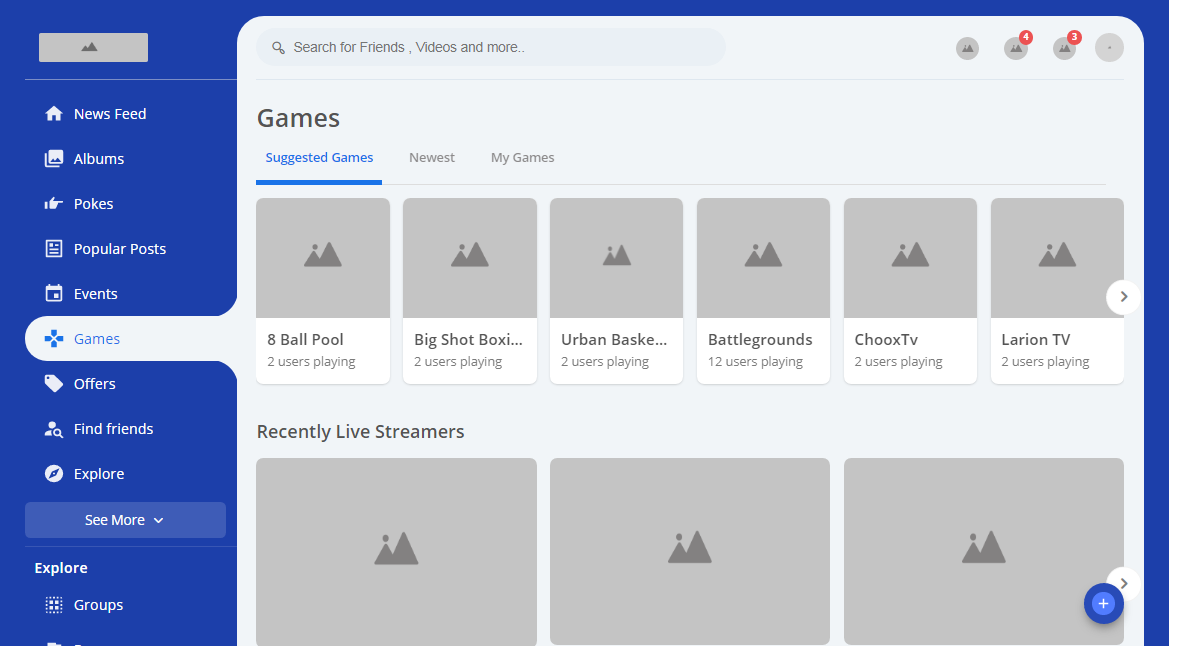 Search for Friends , Videos and more..
4
3
News Feed
Albums
Pokes
Popular Posts
Events
Games
Offers
Find friends
Explore
See More
Explore
Groups
Games
Suggested Games
Newest
My Games
8 Ball Pool
2 users playing
Big Shot Boxi...
2 users playing
Urban Baske...
2 users playing
Battlegrounds
12 users playing
ChooxTv
2 users playing
Larion TV
2 users playing
Recently Live Streamers